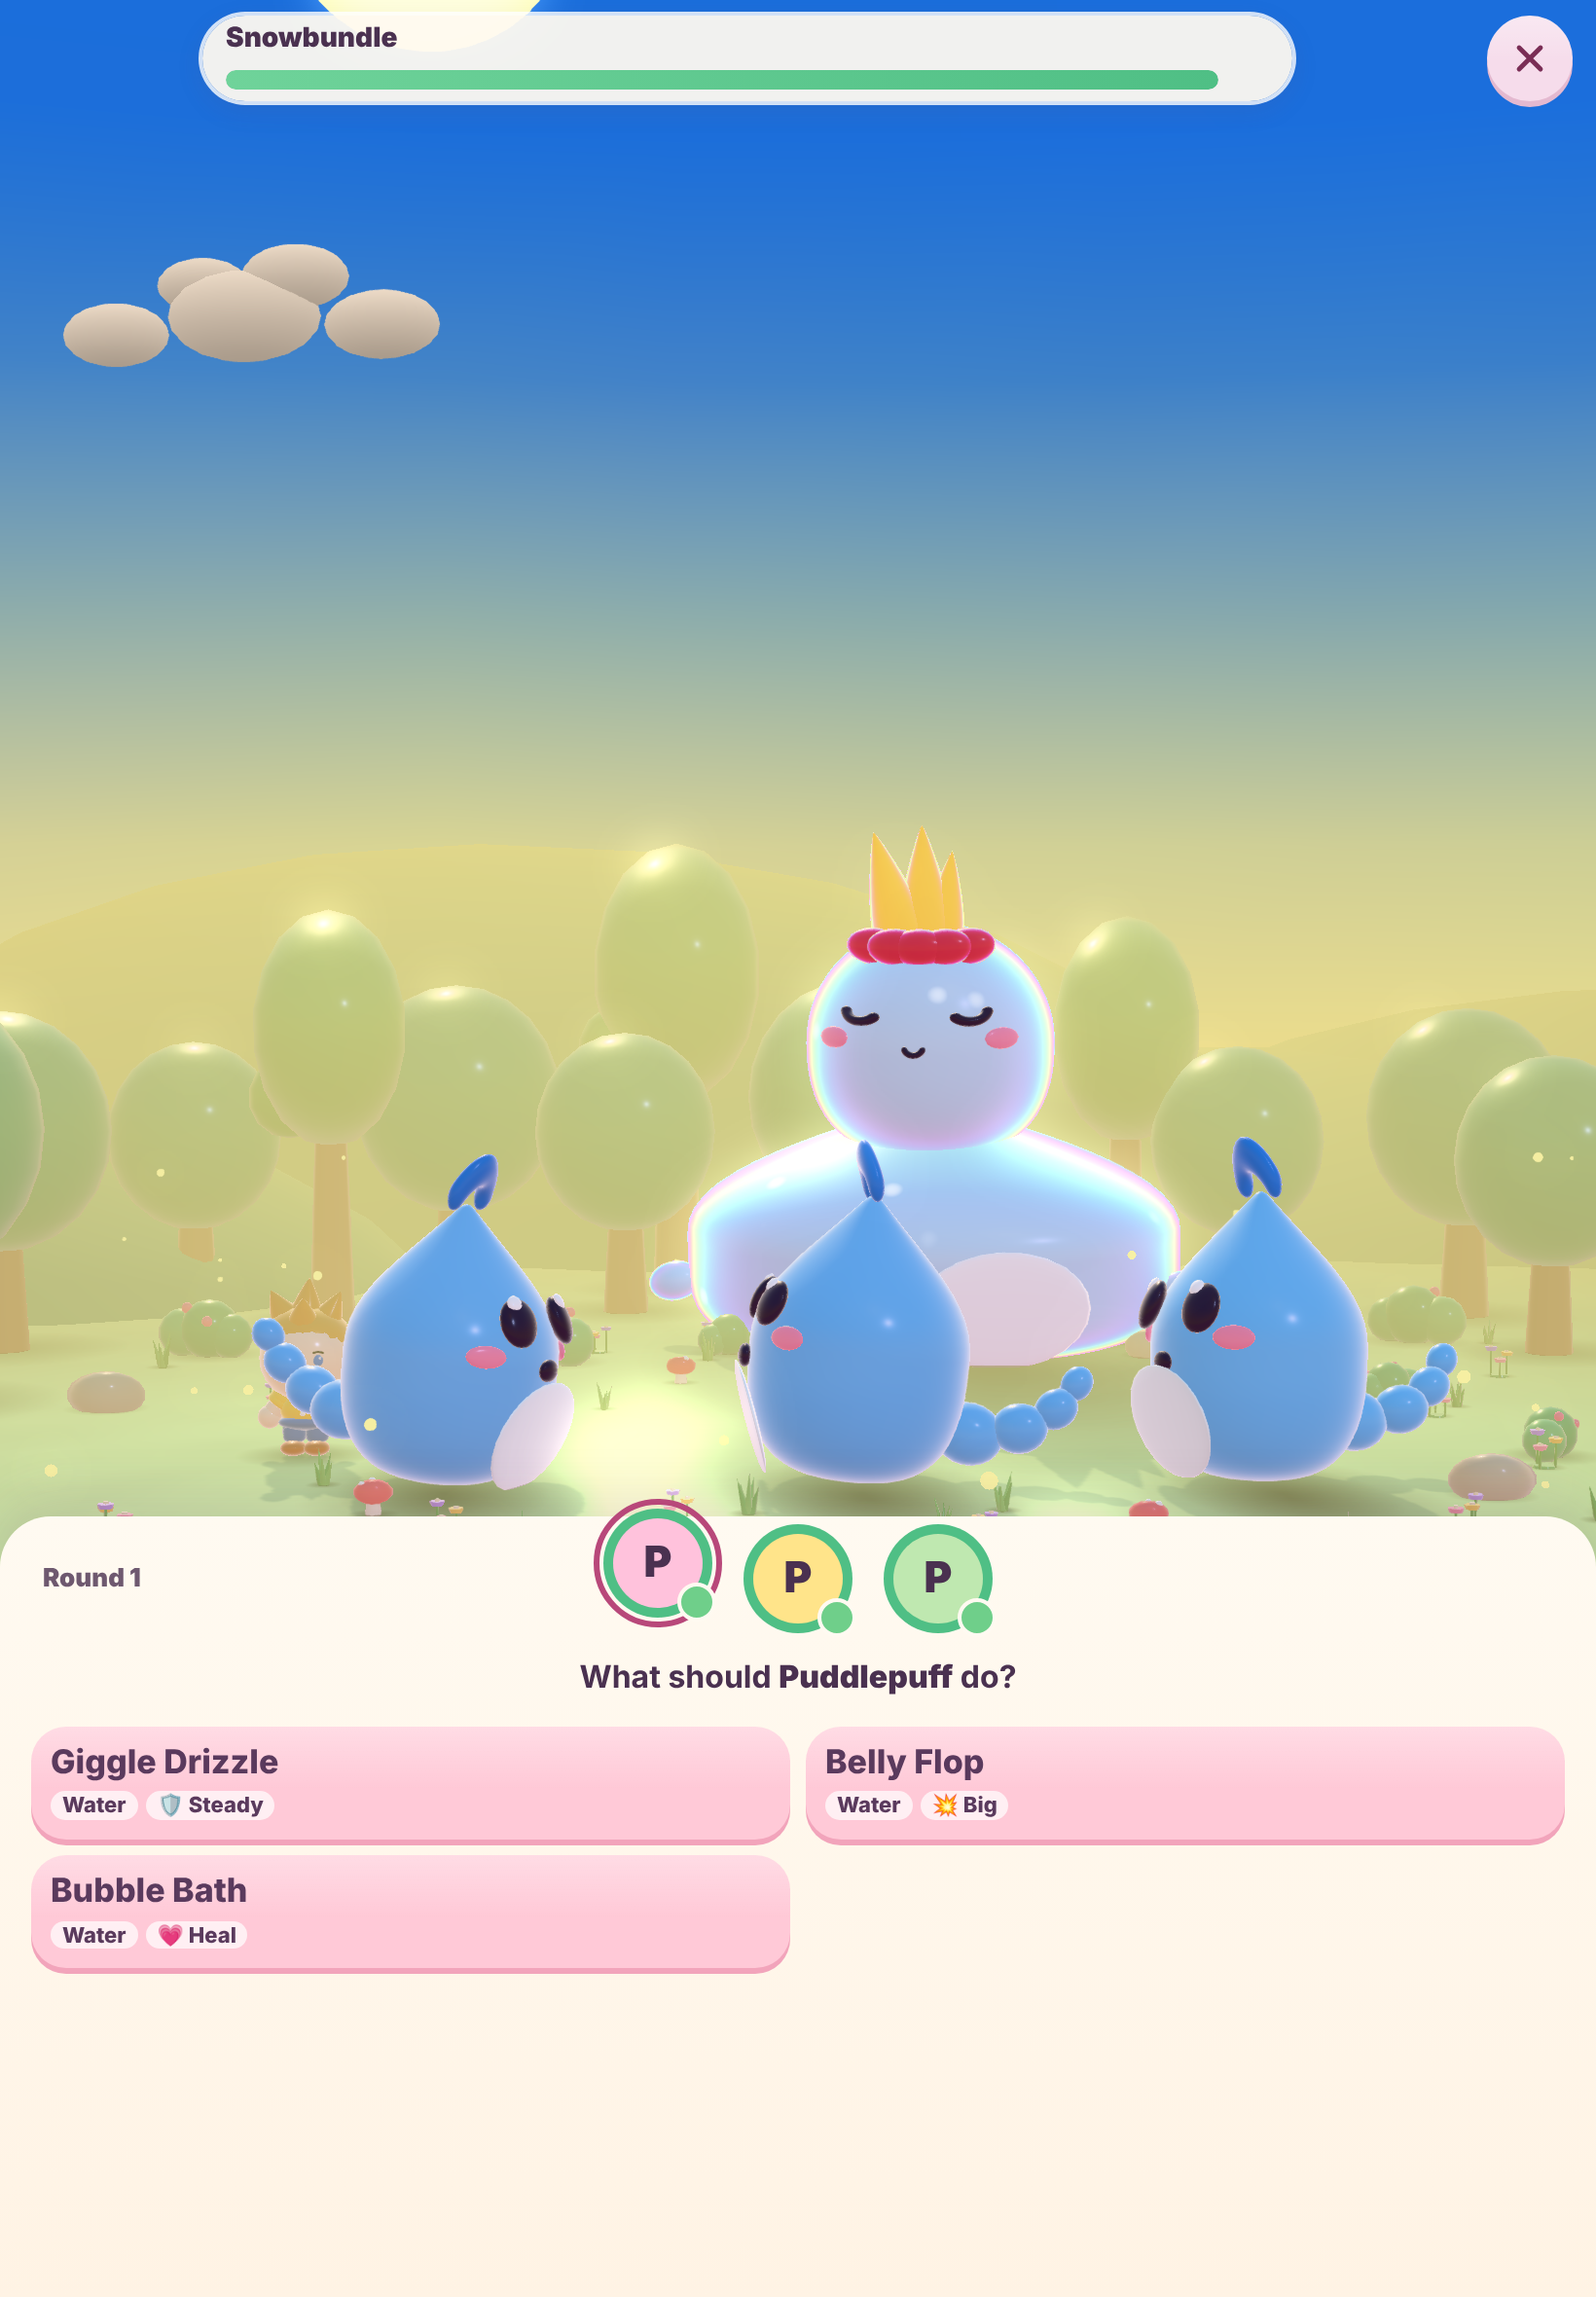 Snowbundle
Round 1
P
P
P
What should Puddlepuff do?
Giggle Drizzle
Water 🛡️ Steady
Belly Flop
Water 💥 Big
Bubble Bath
Water 💗 Heal